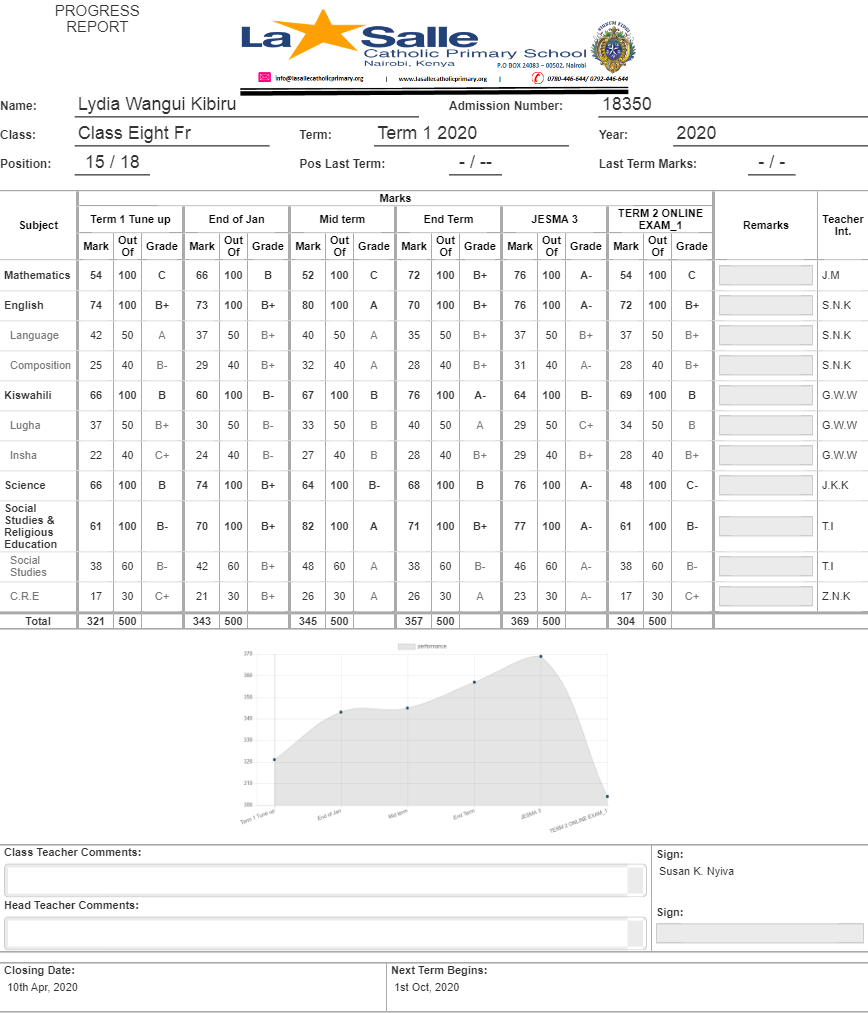 PROGRESS
REPORT
La Salle
Catholic Primary School
Nairobi, Kenya
P.O BOX 24083 – 00502, Nairobi
info@lasallecatholicprimary.org | www.lasallecatholicprimary.org | 0780-446-644/ 0792-446-644
Name: Lydia Wangui Kibiru Admission Number: 18350
Class: Class Eight Fr Term: Term 1 2020 Year: 2020
Position: 15 / 18 Pos Last Term: - / -- Last Term Marks: - / -
Marks
Subject Term 1 Tune up End of Jan Mid term End Term JESMA 3 TERM 2 ONLINE EXAM_1 Remarks Teacher Int.
Mark Out Of Grade Mark Out Of Grade Mark Out Of Grade Mark Out Of Grade Mark Out Of Grade Mark Out Of Grade
Mathematics 54 100 C 66 100 B 52 100 C 72 100 B+ 76 100 A- 54 100 C J.M
English 74 100 B+ 73 100 B+ 80 100 A 70 100 B+ 76 100 A- 72 100 B+ S.N.K
Language 42 50 A 37 50 B+ 40 50 A 35 50 B+ 37 50 B+ 37 50 B+ S.N.K
Composition 25 40 B- 29 40 B+ 32 40 A 28 40 B+ 31 40 A- 28 40 B+ S.N.K
Kiswahili 66 100 B 60 100 B- 67 100 B 76 100 A- 64 100 B- 69 100 B G.W.W
Lugha 37 50 B+ 30 50 B- 33 50 B 40 50 A 29 50 C+ 34 50 B G.W.W
Insha 22 40 C+ 24 40 B- 27 40 B 28 40 B+ 29 40 B+ 28 40 B+ G.W.W
Science 66 100 B 74 100 B+ 64 100 B- 68 100 B 76 100 A- 48 100 C- J.K.K
Social Studies & Religious Education 61 100 B- 70 100 B+ 82 100 A 71 100 B+ 77 100 A- 61 100 B- T.I
Social Studies 38 60 B- 42 60 B+ 48 60 A 38 60 B- 46 60 A- 38 60 B- T.I
C.R.E 17 30 C+ 21 30 B+ 26 30 A 26 30 A 23 30 A- 17 30 C+ Z.N.K
Total 321 500 343 500 345 500 357 500 369 500 304 500
performance
370
360
350
340
330
320
310
300
Term 1 Tune up End of Jan Mid term End Term JESMA 3 TERM 2 ONLINE EXAM_1
Class Teacher Comments:
Sign:
Susan K. Nyiva
Head Teacher Comments:
Sign:
Closing Date: Next Term Begins:
10th Apr, 2020 1st Oct, 2020